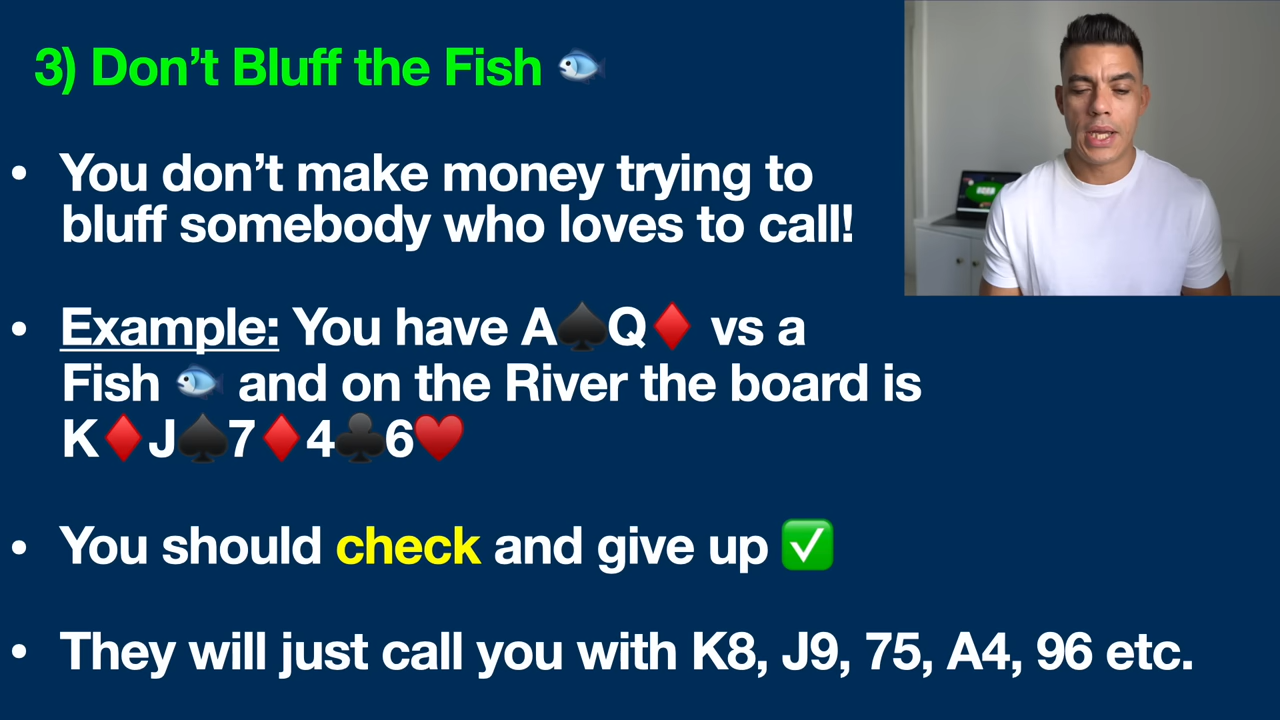 3) Don’t Bluff the Fish 🐟
• You don’t make money trying to
bluff somebody who loves to call!
• Example: You have A♠️Q♦️ vs a
Fish 🐟 and on the River the board is
K♦️J♠️7♦️4♣️6♥️
• You should check and give up ✅
• They will just call you with K8, J9, 75, A4, 96 etc.